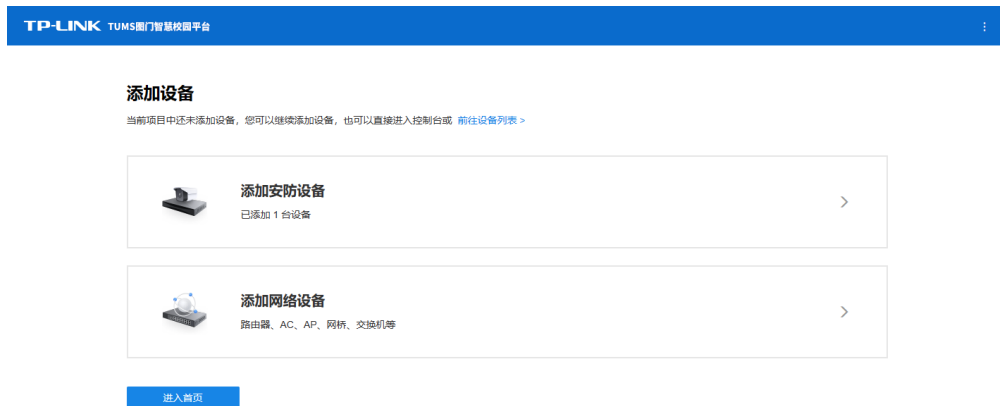 TP-LINK TUMS图门智慧校园平台
添加设备
当前项目中还未添加设备，您可以继续添加设备，也可以直接进入控制台或 前往设备列表 >
添加安防设备
已添加 1 台设备
添加网络设备
路由器、AC、AP、网桥、交换机等
进入首页